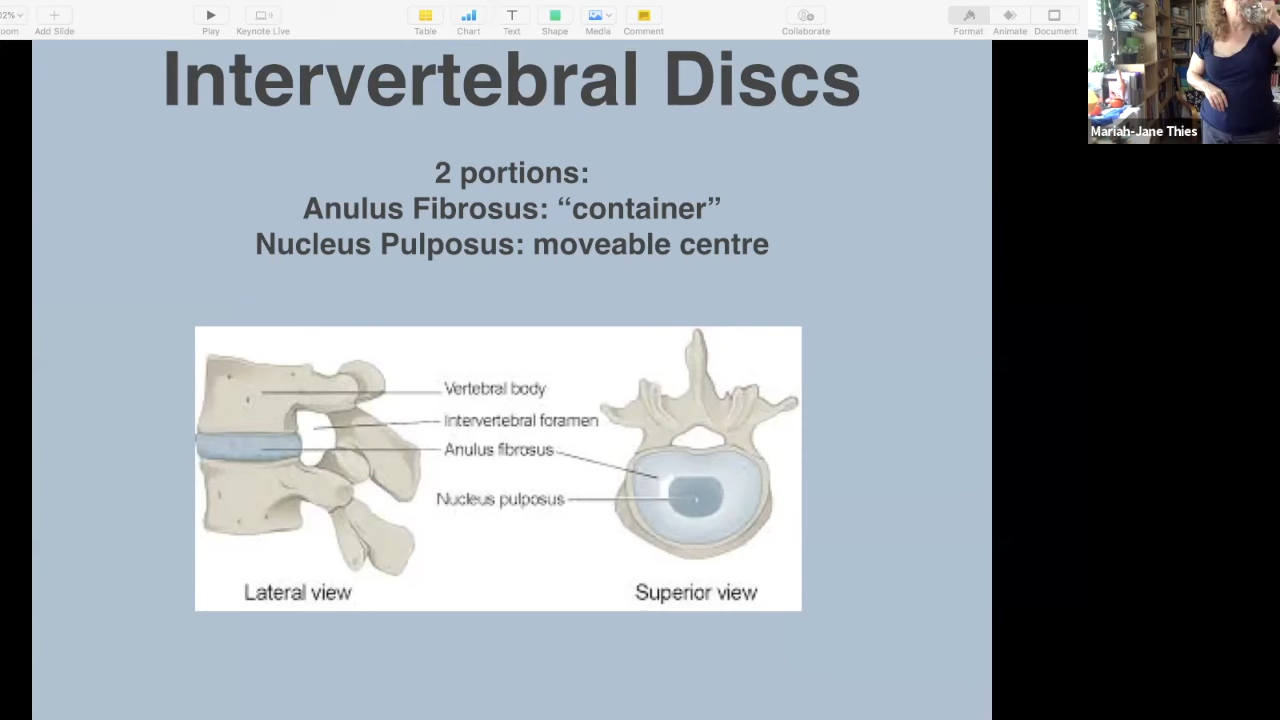 02%
oom
Add Slide
Play
Keynote Live
Table
Chart
Text
Shape
Media
Comment
Collaborate
Format
Animate
Document
Mariah-Jane Thies
Intervertebral Discs
2 portions:
Anulus Fibrosus: “container”
Nucleus Pulposus: moveable centre
Vertebral body
Intervertebral foramen
Anulus fibrosus
Nucleus pulposus
Lateral view
Superior view